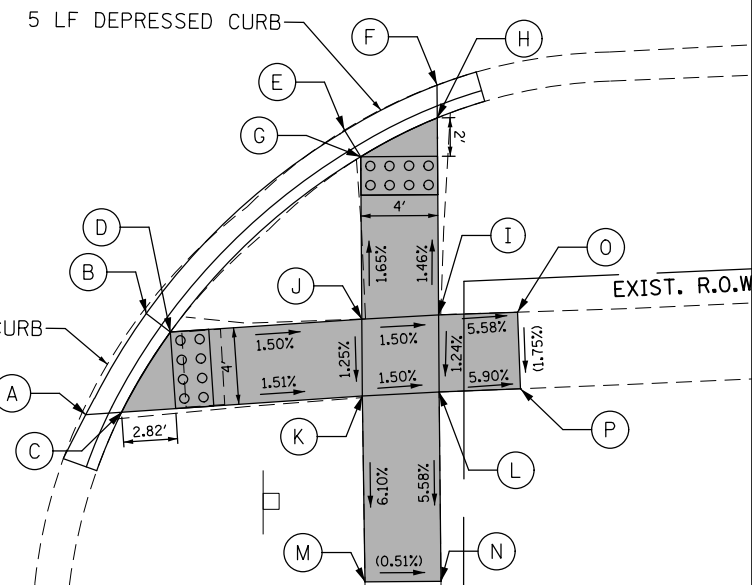 5 LF DEPRESSED CURB
F
H
E
G
2'
4'
D
1.65%
1.46%
I
O
B
J
EXIST. R.O.W
CURB
1.50%
1.50%
5.58%
1.25%
1.24%
(1.75%)
4'
1.51%
1.50%
5.90%
A
C
2.82'
K
L
P
6.10%
5.58%
M
(0.51%)
N